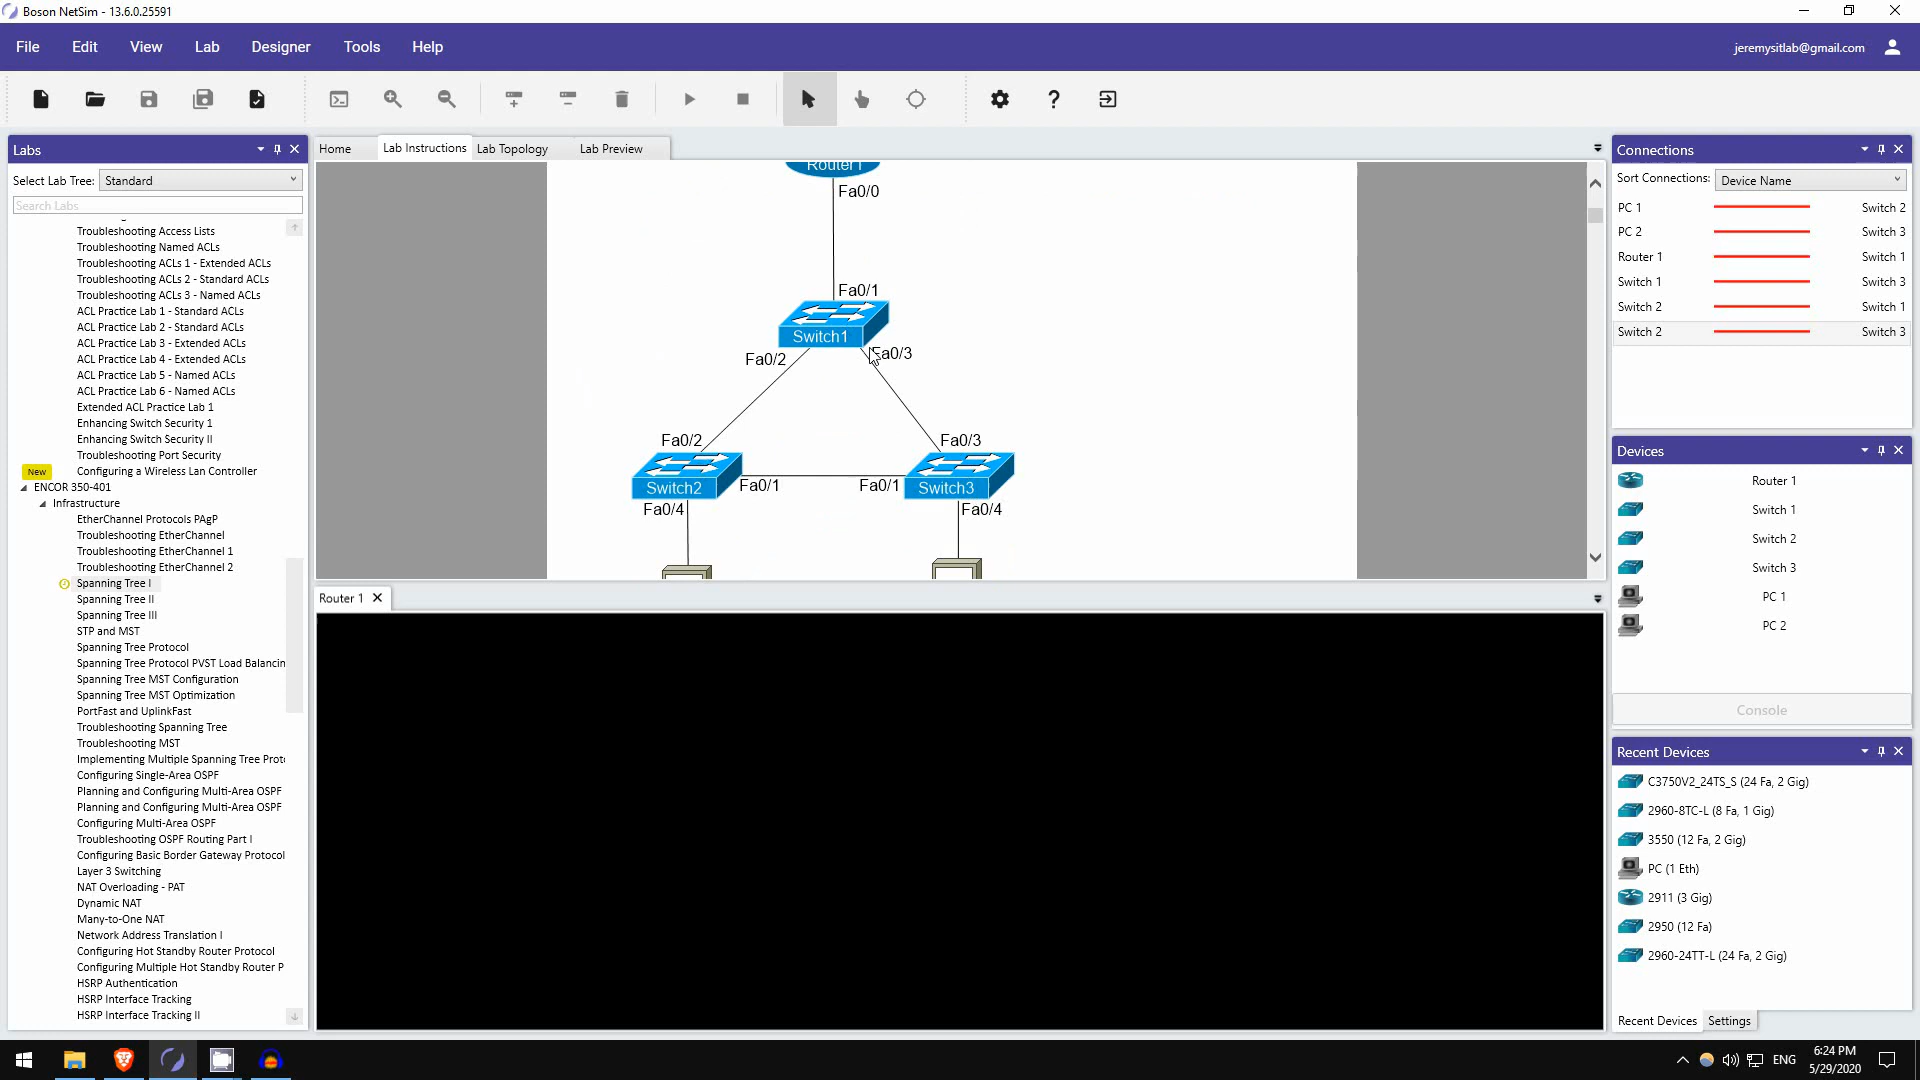 Boson NetSim - 13.6.0.25591
File Edit View Lab Designer Tools Help
jeremysitlab@gmail.com
Labs
Select Lab Tree: Standard
Search Labs
Troubleshooting Access Lists
Troubleshooting Named ACLs
Troubleshooting ACLs 1 - Extended ACLs
Troubleshooting ACLs 2 - Standard ACLs
Troubleshooting ACLs 3 - Named ACLs
ACL Practice Lab 1 - Standard ACLs
ACL Practice Lab 2 - Standard ACLs
ACL Practice Lab 3 - Extended ACLs
ACL Practice Lab 4 - Extended ACLs
ACL Practice Lab 5 - Named ACLs
ACL Practice Lab 6 - Named ACLs
Extended ACL Practice Lab 1
Enhancing Switch Security 1
Enhancing Switch Security II
Troubleshooting Port Security
New Configuring a Wireless Lan Controller
ENCOR 350-401
Infrastructure
EtherChannel Protocols PAgP
Troubleshooting EtherChannel
Troubleshooting EtherChannel 1
Troubleshooting EtherChannel 2
Spanning Tree I
Spanning Tree II
Spanning Tree III
STP and MST
Spanning Tree Protocol
Spanning Tree Protocol PVST Load Balancin
Spanning Tree MST Configuration
Spanning Tree MST Optimization
PortFast and UplinkFast
Troubleshooting Spanning Tree
Troubleshooting MST
Implementing Multiple Spanning Tree Proto
Configuring Single-Area OSPF
Planning and Configuring Multi-Area OSPF
Planning and Configuring Multi-Area OSPF
Configuring Multi-Area OSPF
Troubleshooting OSPF Routing Part I
Configuring Basic Border Gateway Protocol
Layer 3 Switching
NAT Overloading - PAT
Dynamic NAT
Many-to-One NAT
Network Address Translation I
Configuring Hot Standby Router Protocol
Configuring Multiple Hot Standby Router P
HSRP Authentication
HSRP Interface Tracking
HSRP Interface Tracking II
Home Lab Instructions Lab Topology Lab Preview
Router1
Fa0/0
Fa0/1
Switch1
Fa0/2 Fa0/3
Fa0/2 Fa0/3
Switch2 Fa0/1 Fa0/1 Switch3
Fa0/4 Fa0/4
Router 1
Connections
Sort Connections: Device Name
PC 1 Switch 2
PC 2 Switch 3
Router 1 Switch 1
Switch 1 Switch 3
Switch 2 Switch 1
Switch 2 Switch 3
Devices
Router 1
Switch 1
Switch 2
Switch 3
PC 1
PC 2
Console
Recent Devices
C3750V2_24TS_S (24 Fa, 2 Gig)
2960-8TC-L (8 Fa, 1 Gig)
3550 (12 Fa, 2 Gig)
PC (1 Eth)
2911 (3 Gig)
2950 (12 Fa)
2960-24TT-L (24 Fa, 2 Gig)
Recent Devices Settings
ENG
6:24 PM
5/29/2020